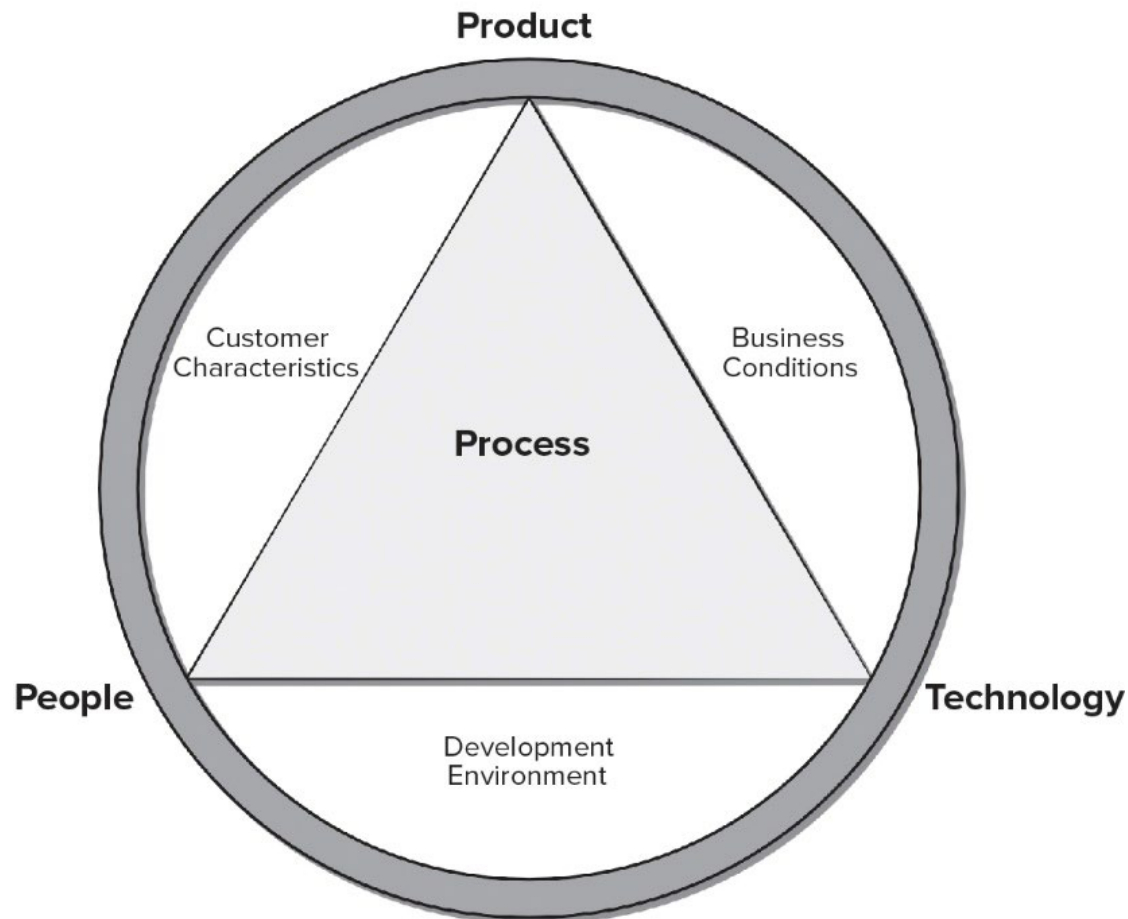 Product
Customer
Characteristics
Business
Conditions
Process
People
Technology
Development
Environment